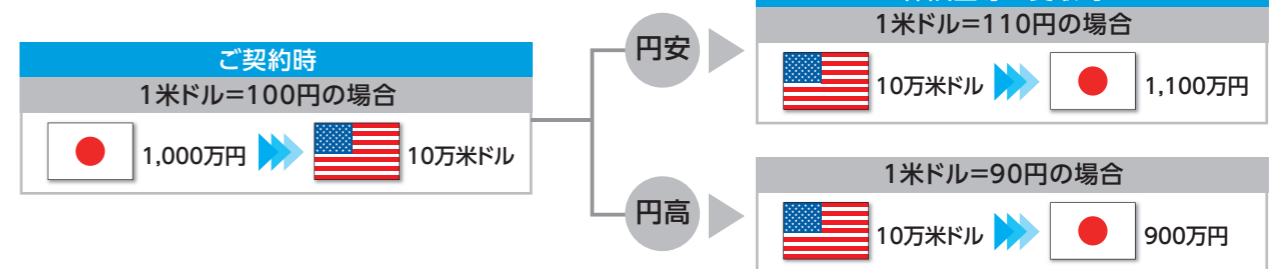 ご契約時
1米ドル=100円の場合
1,000万円
10万米ドル
円安
1米ドル=110円の場合
10万米ドル
1,100万円
円高
1米ドル=90円の場合
10万米ドル
900万円